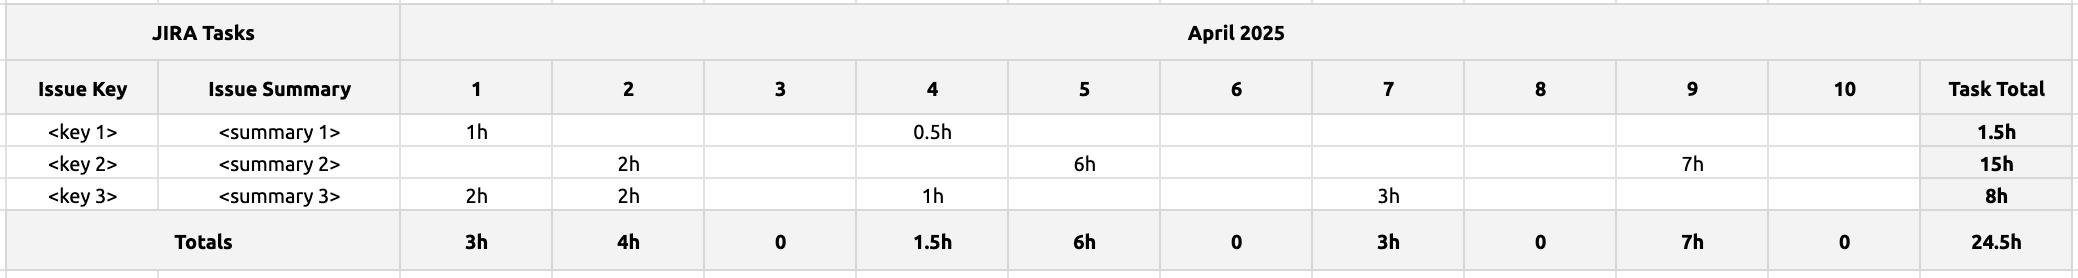 JIRA Tasks April 2025
Issue Key Issue Summary 1 2 3 4 5 6 7 8 9 10 Task Total
<key 1> <summary 1> 1h 0.5h 1.5h
<key 2> <summary 2> 2h 6h 7h 15h
<key 3> <summary 3> 2h 2h 1h 3h 8h
Totals 3h 4h 0 1.5h 6h 0 3h 0 7h 0 24.5h